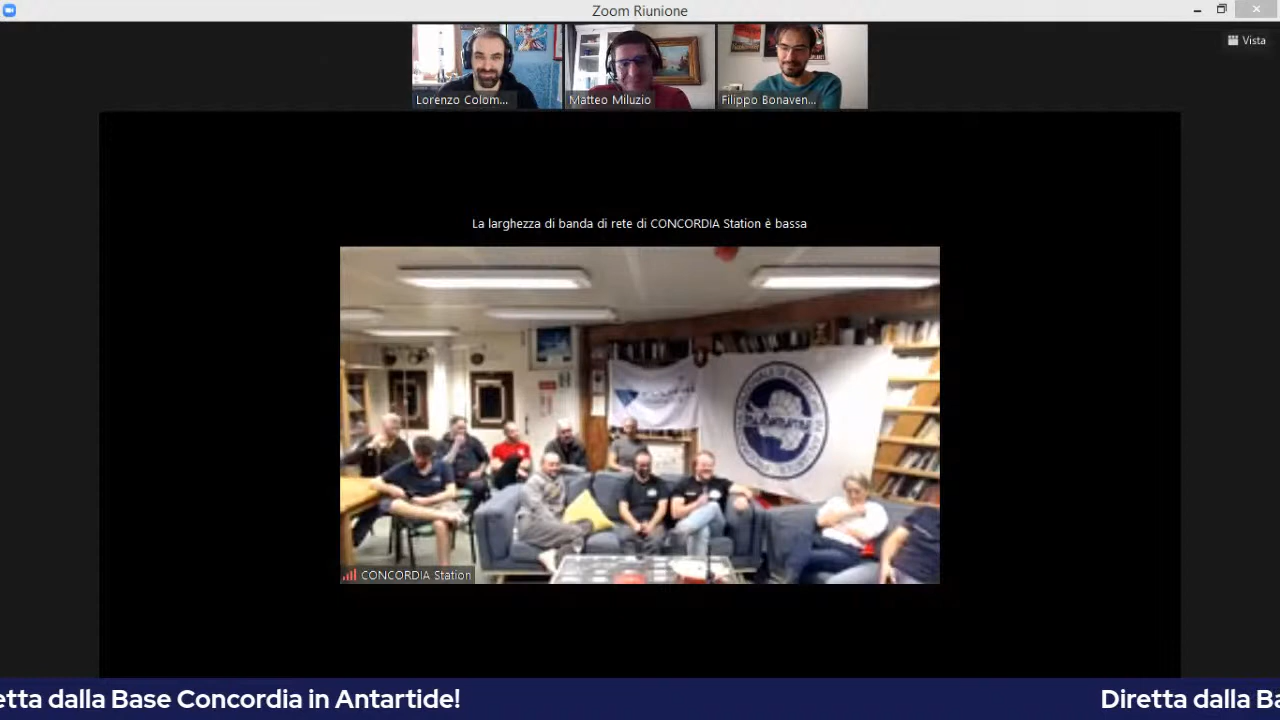 Zoom Riunione
Vista
Lorenzo Colom...
Matteo Miluzio
Filippo Bonaven...
La larghezza di banda di rete di CONCORDIA Station è bassa
CONCORDIA Station
etta dalla Base Concordia in Antartide!
Diretta dalla Ba